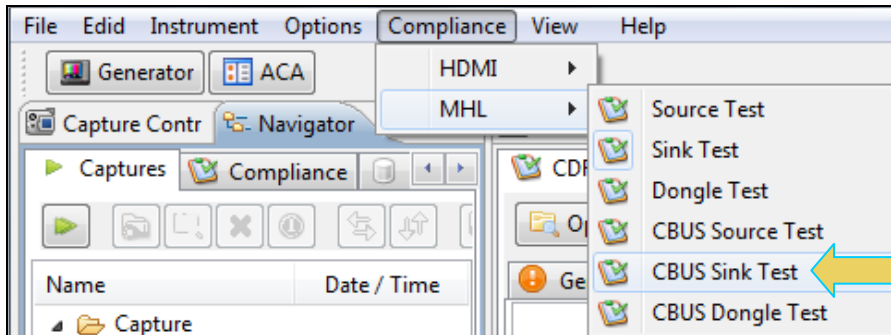 File Edid Instrument Options Compliance View Help
Generator ACA
HDMI
MHL
Capture Contr Navigator
Source Test
Sink Test
Dongle Test
CBUS Source Test
CBUS Sink Test
CBUS Dongle Test
Captures Compliance
Name Date / Time
Capture